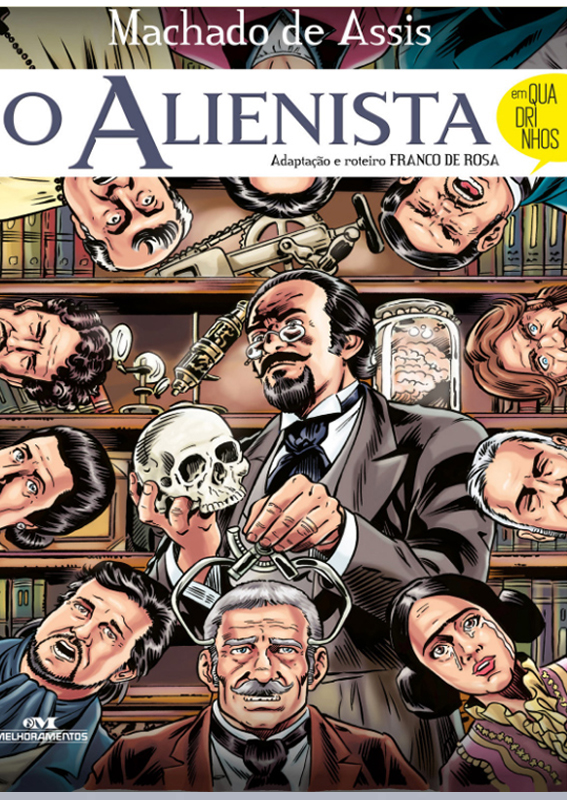 Machado de Assis
O ALIENISTA
em QUA
DRI
NHOS
Adaptação e roteiro FRANCO DE ROSA
MELHORAMENTOS